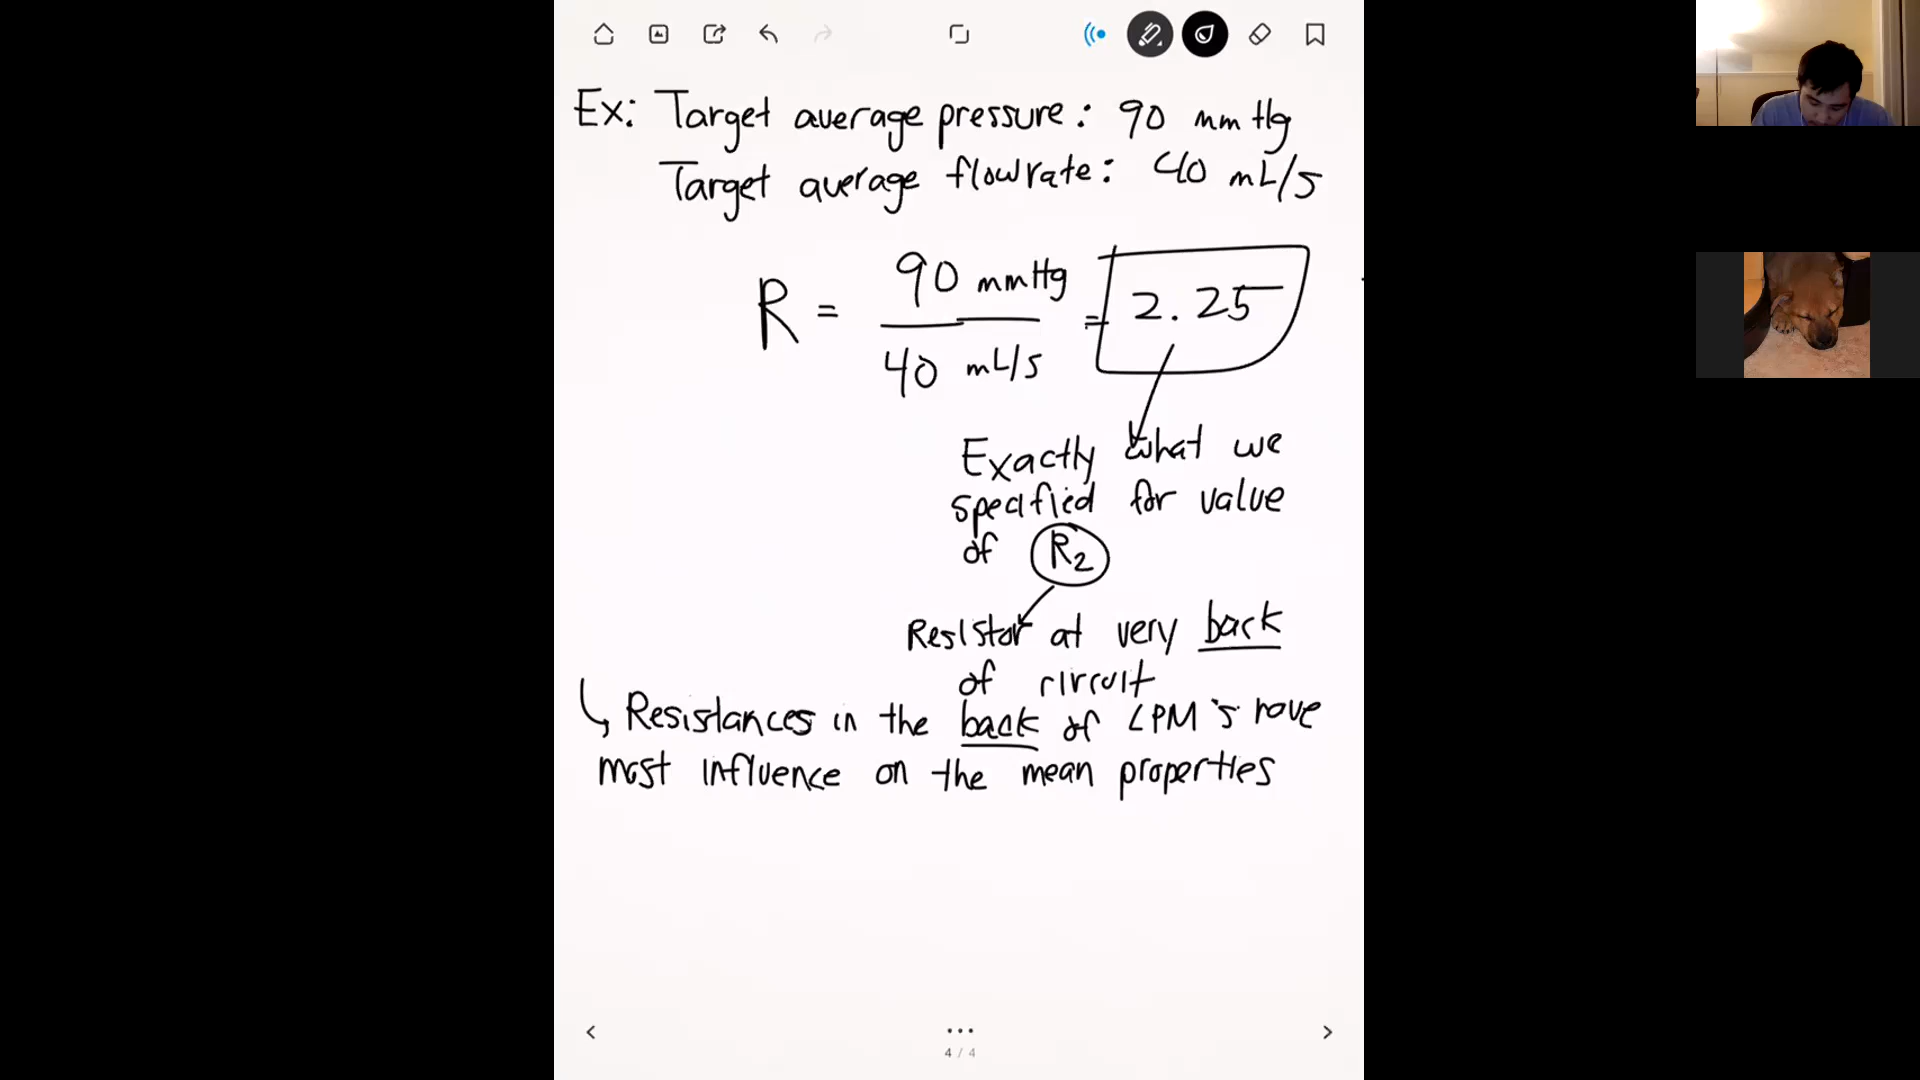 Ex: Target average pressure: 90 mmHg
Target average flowrate: 40 mL/s
R = 90 mmHg / 40 mL/s = 2.25
Exactly what we
specified for value
of R2
Resistor at very back
of circuit
↳ Resistances in the back of LPM's have
most influence on the mean properties
4 / 4